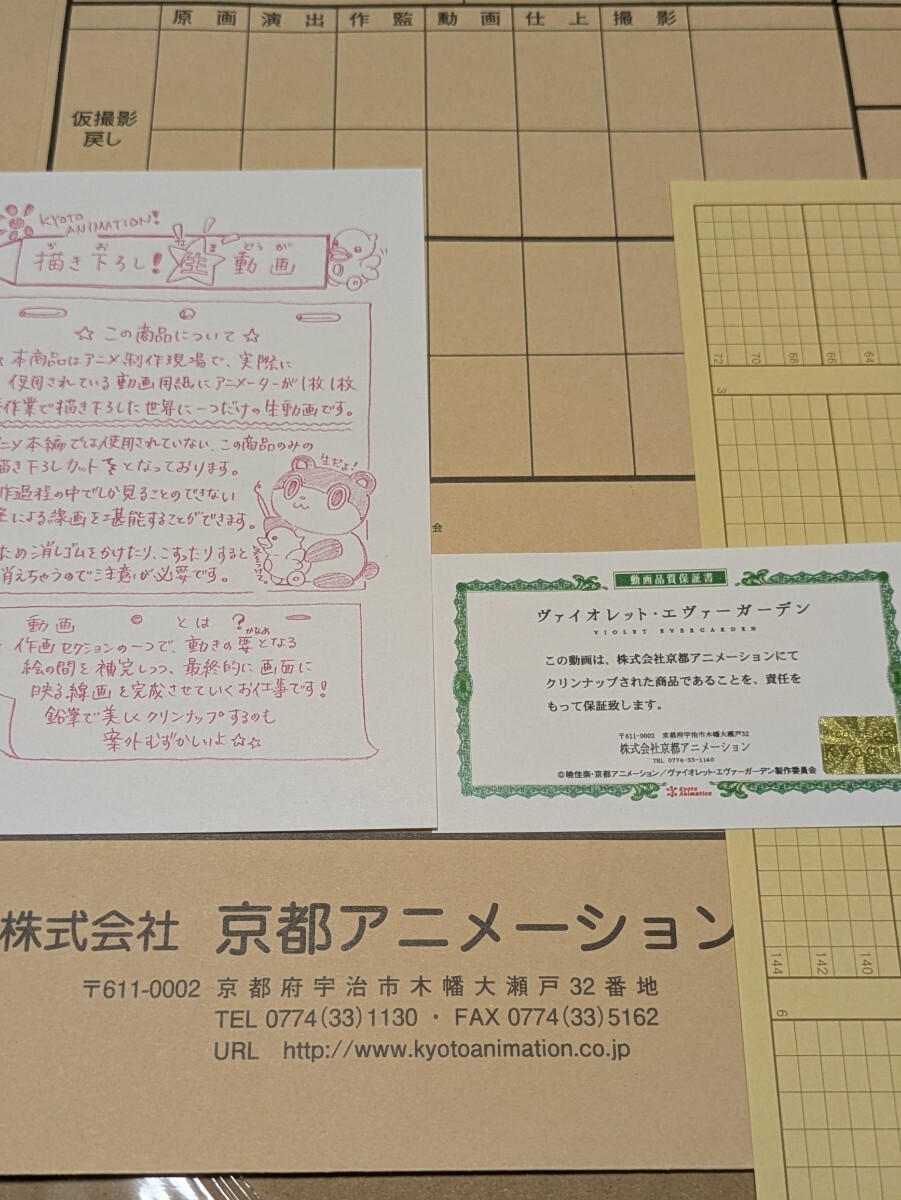 原画 演出 作監 動画 仕上 撮影
仮撮影
戻し
KYOTO
ANIMATION!
描き下ろし! 生 動画
か お なま どうが
☆ この商品について ☆
本商品はアニメ制作現場で、実際に
使用されている動画用紙にアニメーターが1枚1枚
作業で描き下ろした世界に一つだけの生動画です。
ニメ本編では使用されていない、この商品のみの
描き下ろしカットをとなっております。
作過程の中でしか見ることのできない
による線画を堪能することができます。
ため消しゴムをかけたり、こすったりすると
消えちゃうのでご注意が必要です。
生だよ!
動画 とは?
作画セクションの一つで、動きの要となる
かなめ
絵の間を補完しつつ、最終的に画面に
映る線画を完成させていくお仕事です!
鉛筆で美しくクリンナップするのも
案外むずかしいよ☆☆
72 70 68 66 64
3
会
動画品質保証書
ヴァイオレット・エヴァーガーデン
VIOLET EVERGARDEN
この動画は、株式会社京都アニメーションにて
クリンナップされた商品であることを、責任を
もって保証致します。
〒611-0002 京都府宇治市木幡大瀬戸32
株式会社京都アニメーション
TEL 0774-33-1140
©暁佳奈・京都アニメーション/ヴァイオレット・エヴァーガーデン製作委員会
Kyoto
Animation
Kyoani
144 142 140
6
株式会社 京都アニメーション
〒611-0002 京都府宇治市木幡大瀬戸32番地
TEL 0774(33)1130・FAX 0774(33)5162
URL http://www.kyotoanimation.co.jp